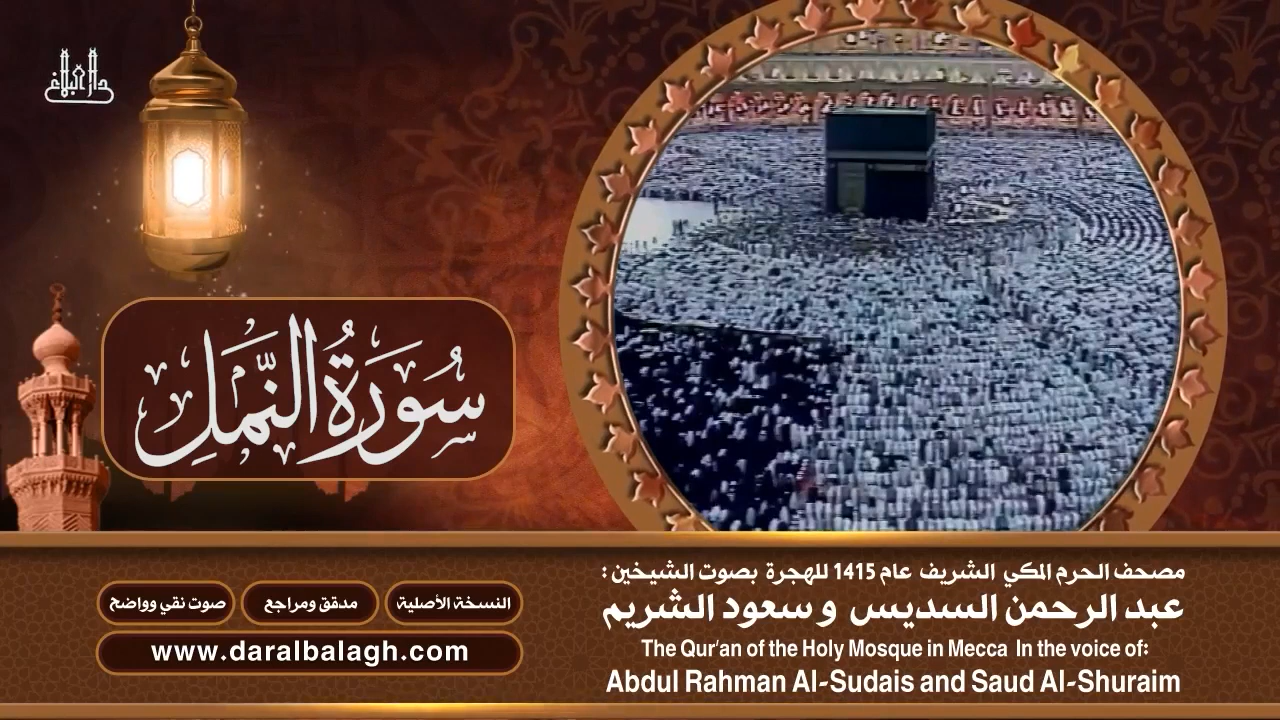 دار البلاغ
سُورَةُ النَّمْلِ
مصحف الحرم المكي الشريف عام 1415 للهجرة بصوت الشيخين :
عبد الرحمن السديس و سعود الشريم
The Qur'an of the Holy Mosque in Mecca In the voice of:
Abdul Rahman Al-Sudais and Saud Al-Shuraim
النسخة الأصلية
مدقق ومراجع
صوت نقي وواضح
www.daralbalagh.com